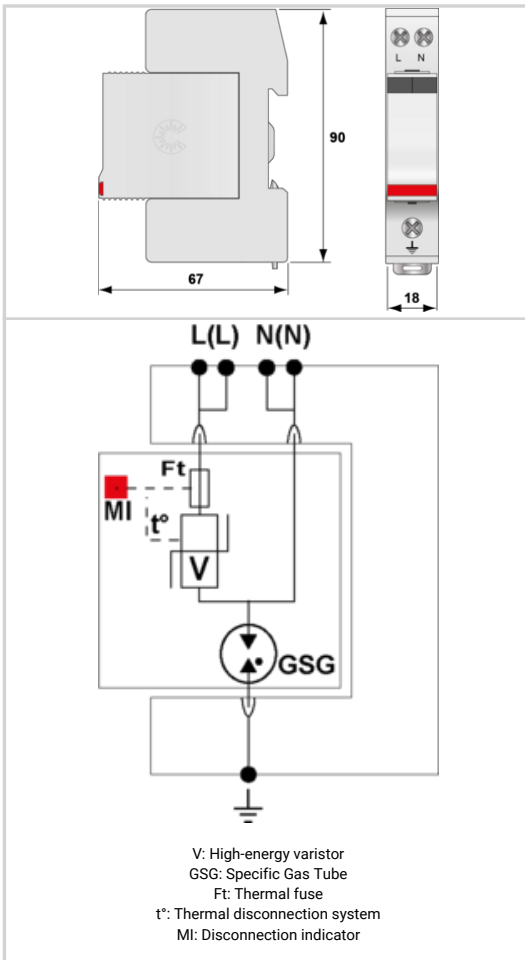 L N
90
67
18
L(L) N(N)
Ft
MI
t°
V
GSG
V: High-energy varistor
GSG: Specific Gas Tube
Ft: Thermal fuse
t°: Thermal disconnection system
MI: Disconnection indicator